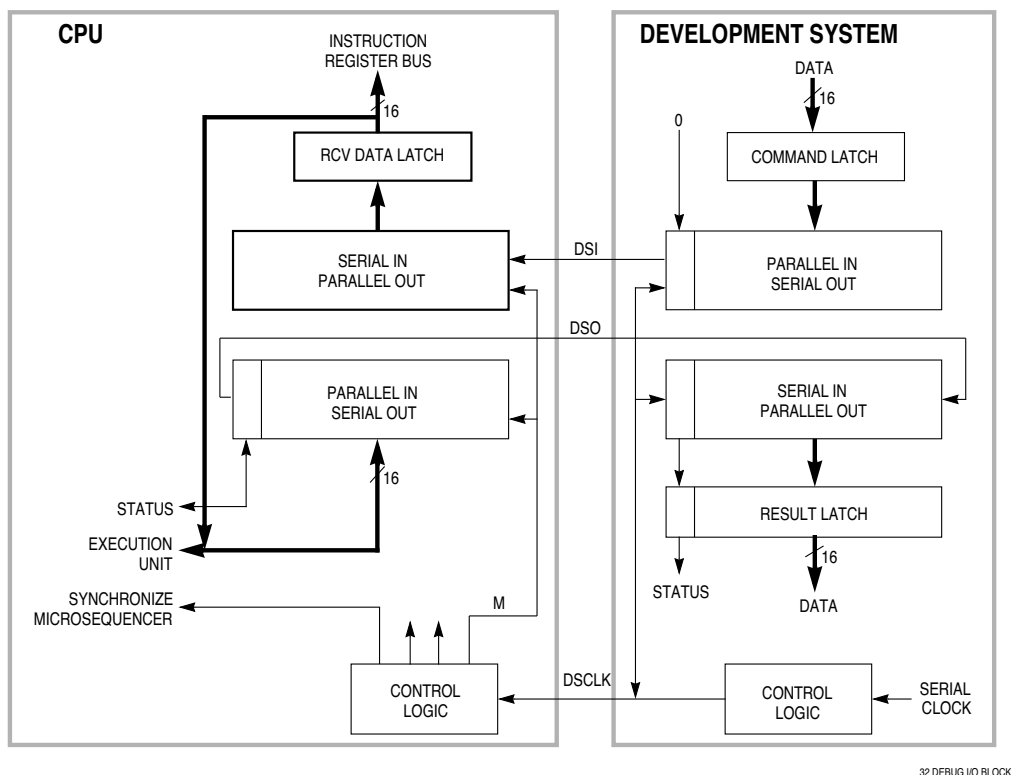 CPU
INSTRUCTION
REGISTER BUS
16
RCV DATA LATCH
SERIAL IN
PARALLEL OUT
PARALLEL IN
SERIAL OUT
16
STATUS
EXECUTION
UNIT
SYNCHRONIZE
MICROSEQUENCER
M
CONTROL
LOGIC
DSI
DSO
DSCLK
DEVELOPMENT SYSTEM
DATA
16
0
COMMAND LATCH
PARALLEL IN
SERIAL OUT
SERIAL IN
PARALLEL OUT
RESULT LATCH
16
STATUS
DATA
CONTROL
LOGIC
SERIAL
CLOCK
32 DEBUG I/O BLOCK